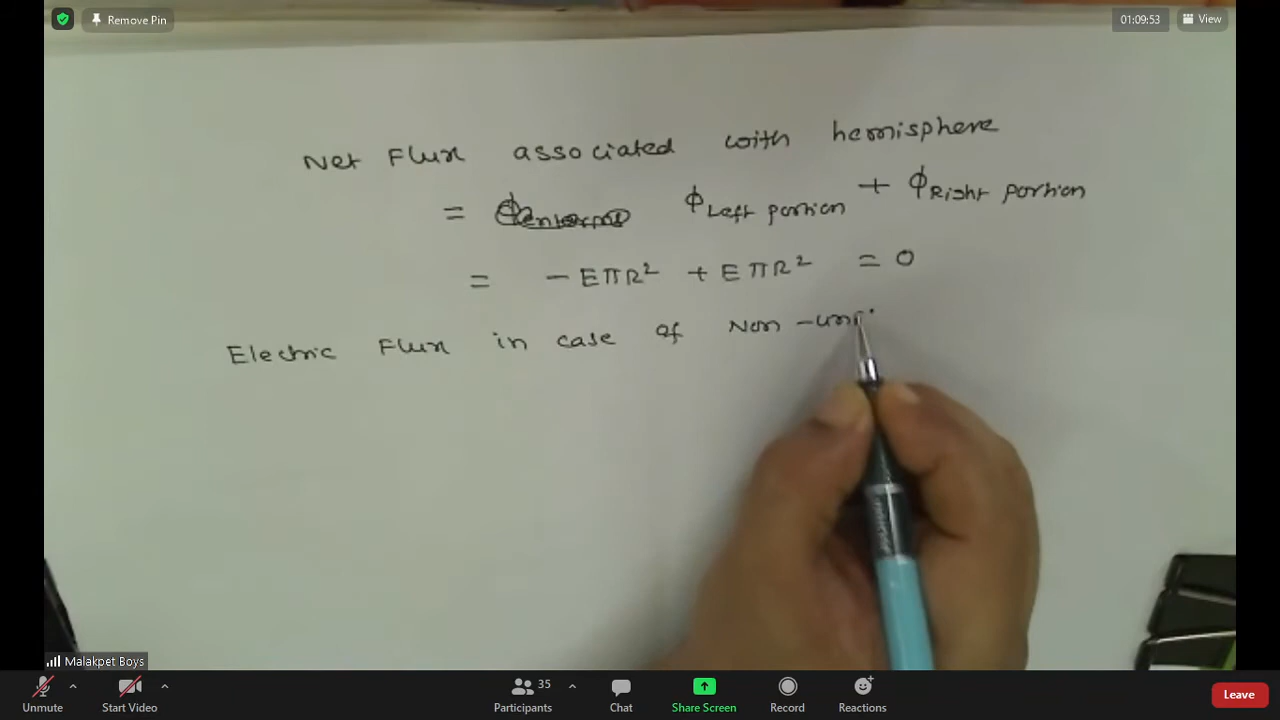 Remove Pin
01:09:53
View
Net Flux associated with hemisphere
= ϕLeft portion + ϕRight portion
= - EπR² + EπR² = 0
Electric Flux in case of Non-uni
Malakpet Boys
Unmute
Start Video
35
Participants
Chat
Share Screen
Record
Reactions
Leave